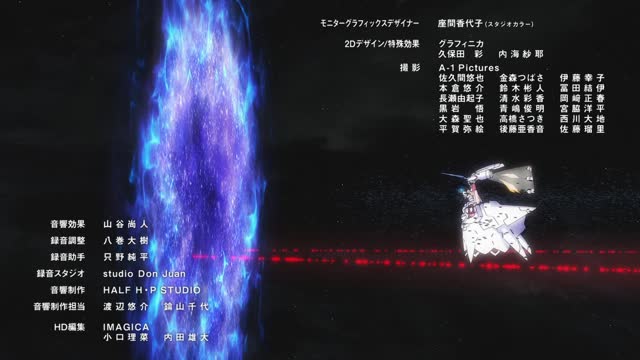 モニターグラフィックスデザイナー 座間香代子(スタジオカラー)
2Dデザイン/特殊効果 グラフィニカ
久保田 彩 内海紗耶
撮影 A-1 Pictures
佐久間悠也 金森つばさ 伊藤幸子
本倉悠介 鈴木彬人 冨田結伊
長瀬由起子 清水彩香 岡﨑正春
黒岩 悟 青嶋俊明 宮脇洋平
大森聖也 高橋さつき 西川大地
平賀弥絵 後藤亜香音 佐藤瑠里
音響効果 山谷尚人
録音調整 八巻大樹
録音助手 只野純平
録音スタジオ studio Don Juan
音響制作 HALF H・P STUDIO
音響制作担当 渡辺悠介 鑰山千代
HD編集 IMAGICA
小口理菜 内田雄大